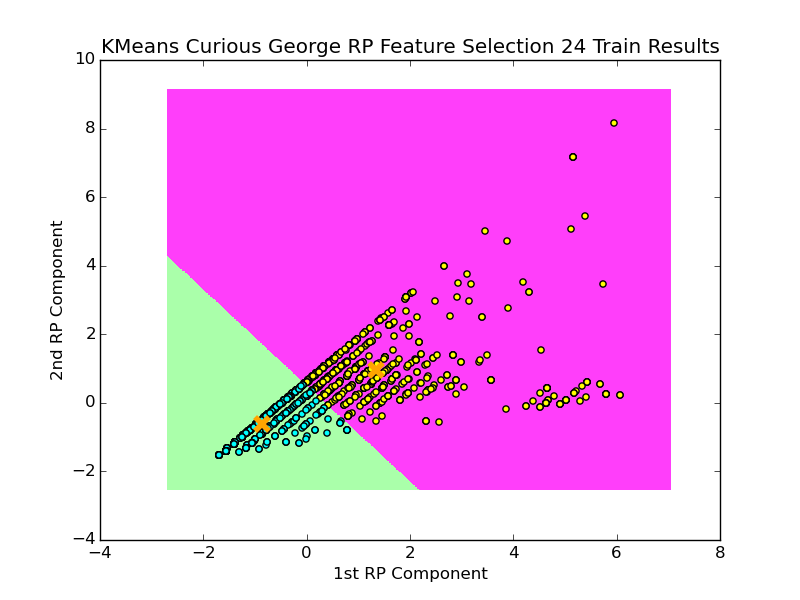 KMeans Curious George RP Feature Selection 24 Train Results
10
8
6
4
2
0
−2
−4
2nd RP Component
−4 −2 0 2 4 6 8
1st RP Component